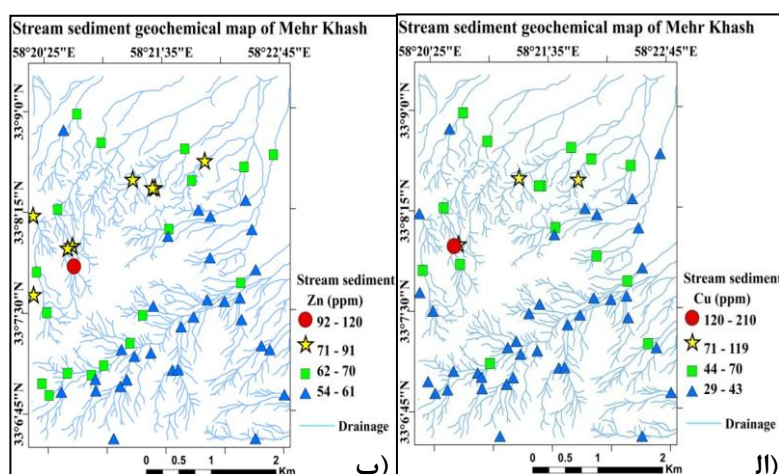 Stream sediment geochemical map of Mehr Khash
58°20'25"E 58°21'35"E 58°22'45"E
33°9'0"N
33°8'15"N
33°7'30"N
33°6'45"N
Stream sediment
Zn (ppm)
92 - 120
71 - 91
62 - 70
54 - 61
Drainage
0 0.5 1 2
Km
ب)
Stream sediment geochemical map of Mehr Khash
58°20'25"E 58°21'35"E 58°22'45"E
33°9'0"N
33°8'15"N
33°7'30"N
33°6'45"N
Stream sediment
Cu (ppm)
120 - 210
71 - 119
44 - 70
29 - 43
Drainage
0 0.5 1 2
Km